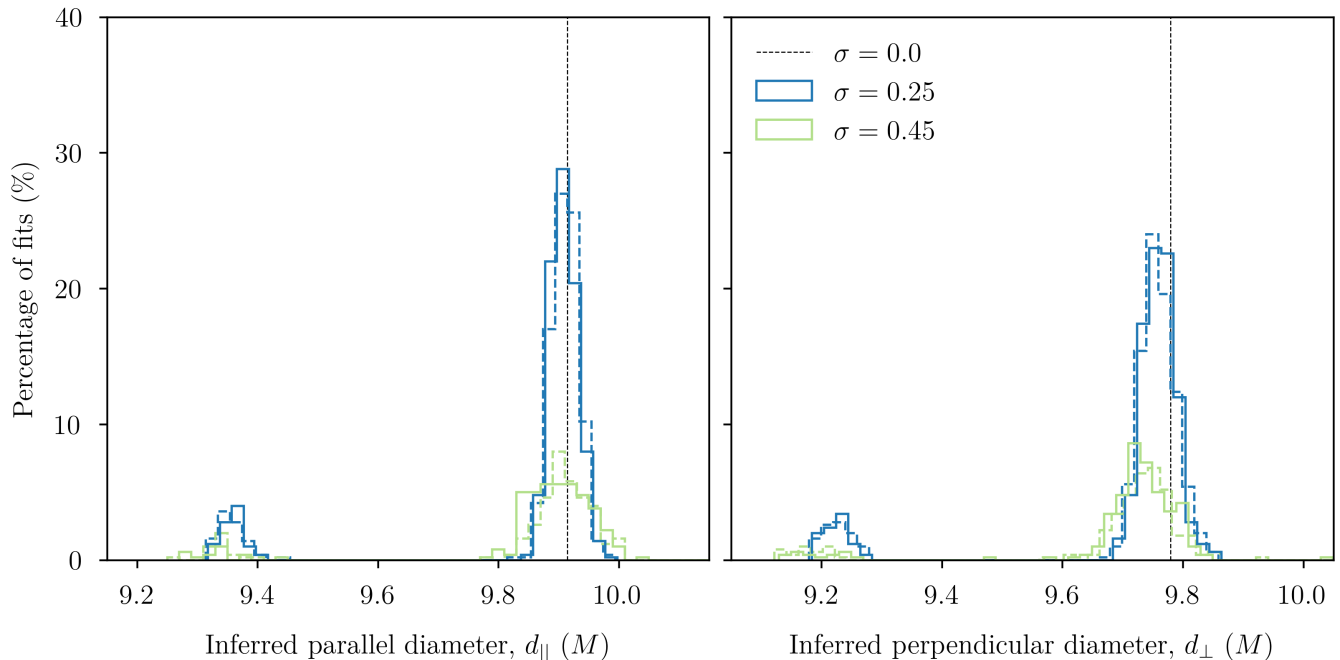 40
30
20
10
0
Percentage of fits (%)
9.2 9.4 9.6 9.8 10.0
Inferred parallel diameter, d_{||} (M)
σ = 0.0
σ = 0.25
σ = 0.45
9.2 9.4 9.6 9.8 10.0
Inferred perpendicular diameter, d_⊥ (M)